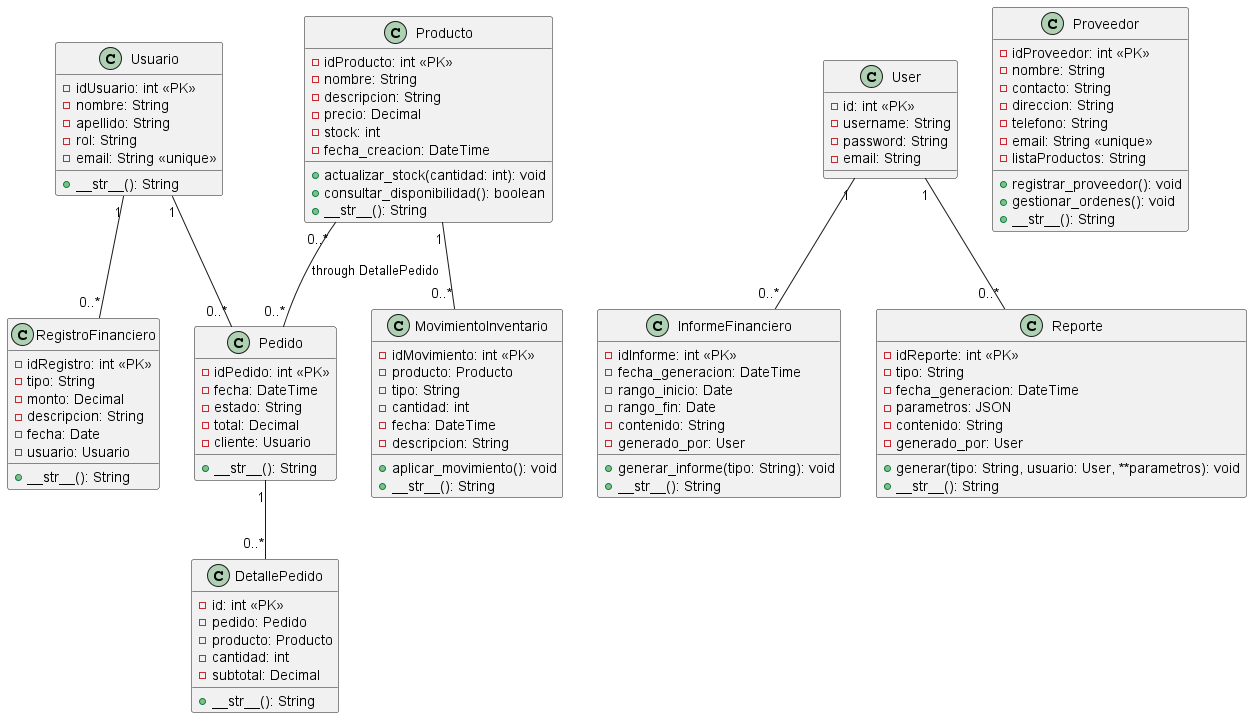 C Usuario
idUsuario: int «PK»
nombre: String
apellido: String
rol: String
email: String «unique»
__str__(): String
C Producto
idProducto: int «PK»
nombre: String
descripcion: String
precio: Decimal
stock: int
fecha_creacion: DateTime
actualizar_stock(cantidad: int): void
consultar_disponibilidad(): boolean
__str__(): String
C User
id: int «PK»
username: String
password: String
email: String
C Proveedor
idProveedor: int «PK»
nombre: String
contacto: String
direccion: String
telefono: String
email: String «unique»
listaProductos: String
registrar_proveedor(): void
gestionar_ordenes(): void
__str__(): String
1
1
0..*
1
1
1
through DetallePedido
0..*
0..*
0..*
0..*
0..*
0..*
C RegistroFinanciero
idRegistro: int «PK»
tipo: String
monto: Decimal
descripcion: String
fecha: Date
usuario: Usuario
__str__(): String
C Pedido
idPedido: int «PK»
fecha: DateTime
estado: String
total: Decimal
cliente: Usuario
__str__(): String
C MovimientoInventario
idMovimiento: int «PK»
producto: Producto
tipo: String
cantidad: int
fecha: DateTime
descripcion: String
aplicar_movimiento(): void
__str__(): String
C InformeFinanciero
idInforme: int «PK»
fecha_generacion: DateTime
rango_inicio: Date
rango_fin: Date
contenido: String
generado_por: User
generar_informe(tipo: String): void
__str__(): String
C Reporte
idReporte: int «PK»
tipo: String
fecha_generacion: DateTime
parametros: JSON
contenido: String
generado_por: User
generar(tipo: String, usuario: User, **parametros): void
__str__(): String
1
0..*
C DetallePedido
id: int «PK»
pedido: Pedido
producto: Producto
cantidad: int
subtotal: Decimal
__str__(): String